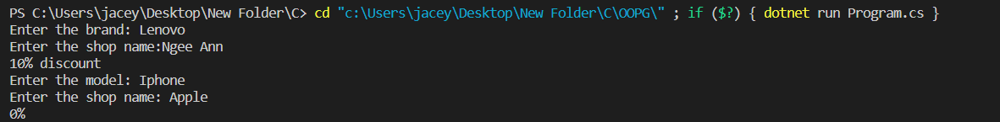 PS C:\Users\jacey\Desktop\New Folder\C> cd "c:\Users\jacey\Desktop\New Folder\C\OOPG\" ; if ($?) { dotnet run Program.cs }
Enter the brand: Lenovo
Enter the shop name:Ngee Ann
10% discount
Enter the model: Iphone
Enter the shop name: Apple
0%